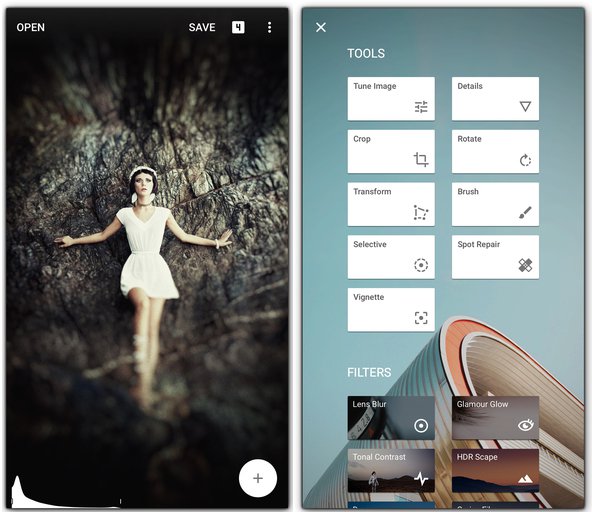 OPEN
SAVE
4
TOOLS
Tune Image
Details
Crop
Rotate
Transform
Brush
Selective
Spot Repair
Vignette
FILTERS
Lens Blur
Glamour Glow
Tonal Contrast
HDR Scape